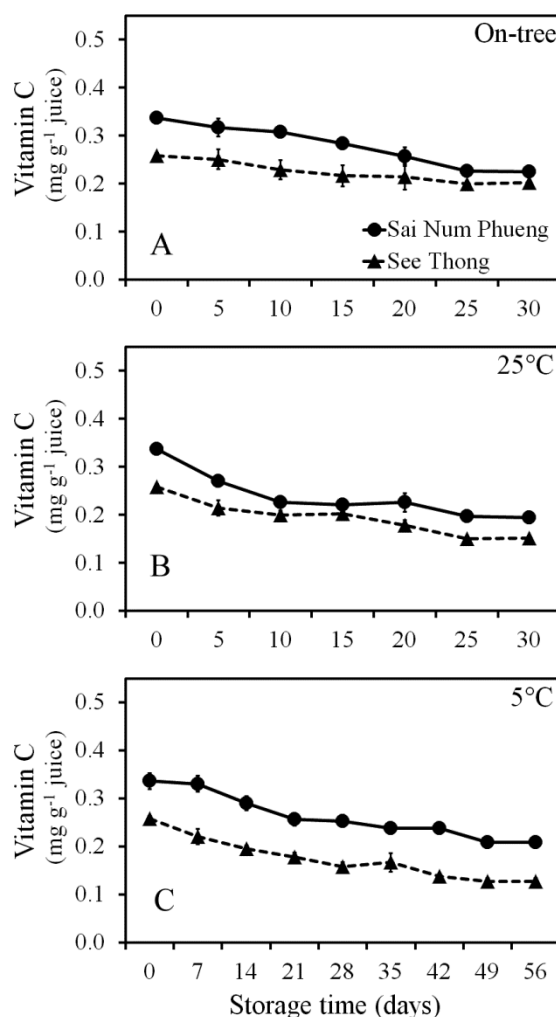 On-tree
Vitamin C
(mg g⁻¹ juice)
0.5
0.4
0.3
0.2
0.1
0.0
Sai Num Phueng
See Thong
A
0 5 10 15 20 25 30
25°C
Vitamin C
(mg g⁻¹ juice)
0.5
0.4
0.3
0.2
0.1
0.0
B
0 5 10 15 20 25 30
5°C
Vitamin C
(mg g⁻¹ juice)
0.5
0.4
0.3
0.2
0.1
0.0
C
0 7 14 21 28 35 42 49 56
Storage time (days)